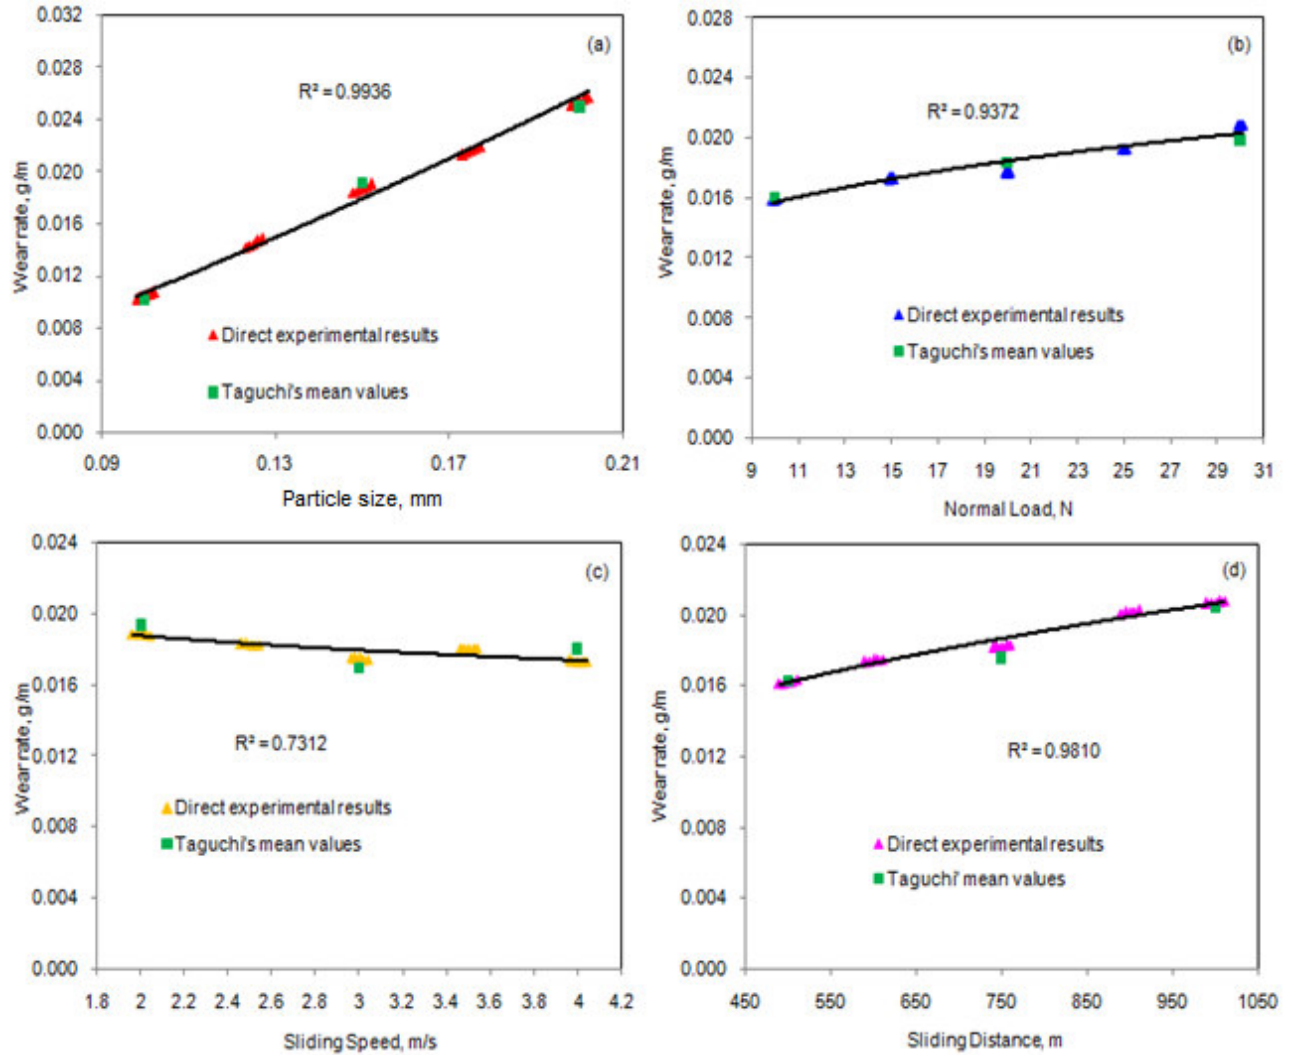 0.032
0.028
0.024
0.020
0.016
0.012
0.008
0.004
0.000
Wear rate, g/m
(a)
R² = 0.9936
Direct experimental results
Taguchi's mean values
0.09 0.13 0.17 0.21
Particle size, mm
0.028
0.024
0.020
0.016
0.012
0.008
0.004
0.000
Wear rate, g/m
(b)
R² = 0.9372
Direct experimental results
Taguchi's mean values
9 11 13 15 17 19 21 23 25 27 29 31
Normal Load, N
0.024
0.020
0.016
0.012
0.008
0.004
0.000
Wear rate, g/m
(c)
R² = 0.7312
Direct experimental results
Taguchi's mean values
1.8 2 2.2 2.4 2.6 2.8 3 3.2 3.4 3.6 3.8 4 4.2
Sliding Speed, m/s
0.024
0.020
0.016
0.012
0.008
0.004
0.000
Wear rate, g/m
(d)
R² = 0.9810
Direct experimental results
Taguchi' mean values
450 550 650 750 850 950 1050
Sliding Distance, m